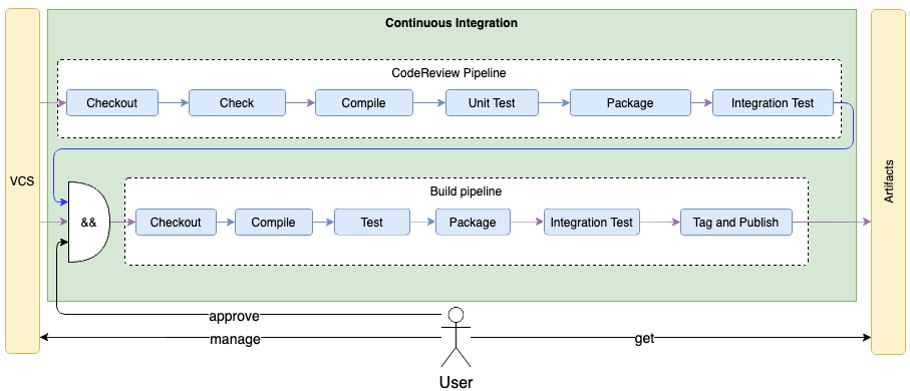 Continuous Integration
CodeReview Pipeline
Checkout
Check
Compile
Unit Test
Package
Integration Test
VCS
Artifacts
Build pipeline
&&
Checkout
Compile
Test
Package
Integration Test
Tag and Publish
approve
manage
get
User